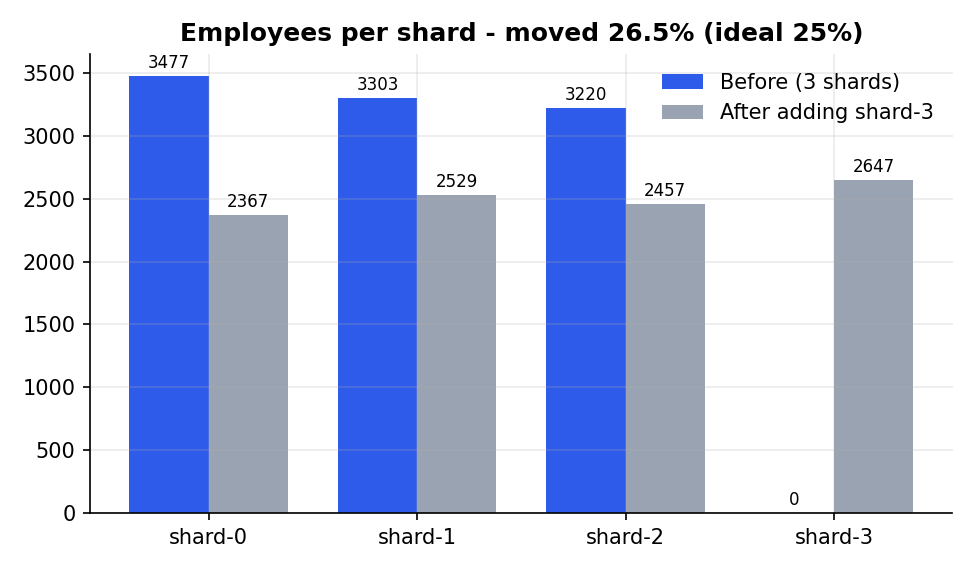 Employees per shard - moved 26.5% (ideal 25%)
Before (3 shards)
After adding shard-3
3477
2367
3303
2529
3220
2457
0
2647
3500
3000
2500
2000
1500
1000
500
0
shard-0
shard-1
shard-2
shard-3